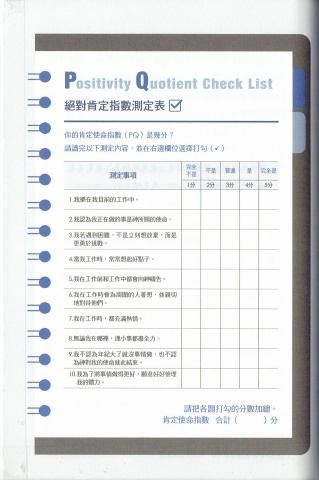 Positivity Quotient Check List
絕對肯定指數測定表
你的肯定使命指數（PQ）是幾分？
請讀完以下測定內容，並在右邊欄位選擇打勾（✓）
測定事項 完全不是 不是 普通 是 完全是
1分 2分 3分 4分 5分
1.我樂在我目前的工作中。
2.我認為我正在做的事是神所賜的使命。
3.我若遇到困難，不是立刻想放棄，而是
更勇於挑戰。
4.當我工作時，常常想起好點子。
5.我在工作前和工作中都會向神禱告。
6.我在工作時會為周圍的人著想，並親切
地對待他們。
7.我在工作時，都充滿熱情。
8.無論我在哪裡，連小事都盡全力。
9.我不認為年紀大了就沒事情做，也不認
為神對我的使命就此結束。
10.我為了將事情做得更好，願意好好管理
我的體力。
請把各題打勾的分數加總。
肯定使命指數 合計（ ）分